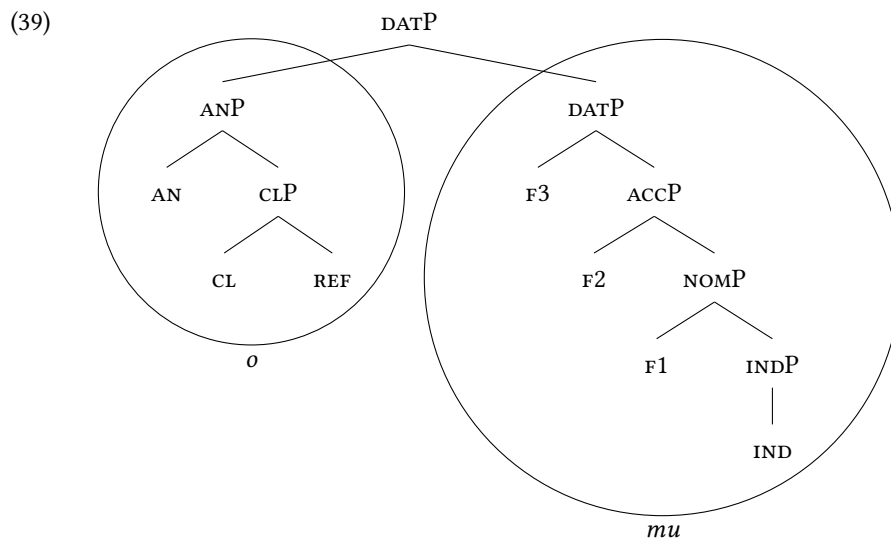 (39)
DATP
ANP DATP
AN CLP F3 ACCP
CL REF F2 NOMP
o F1 INDP
IND
mu